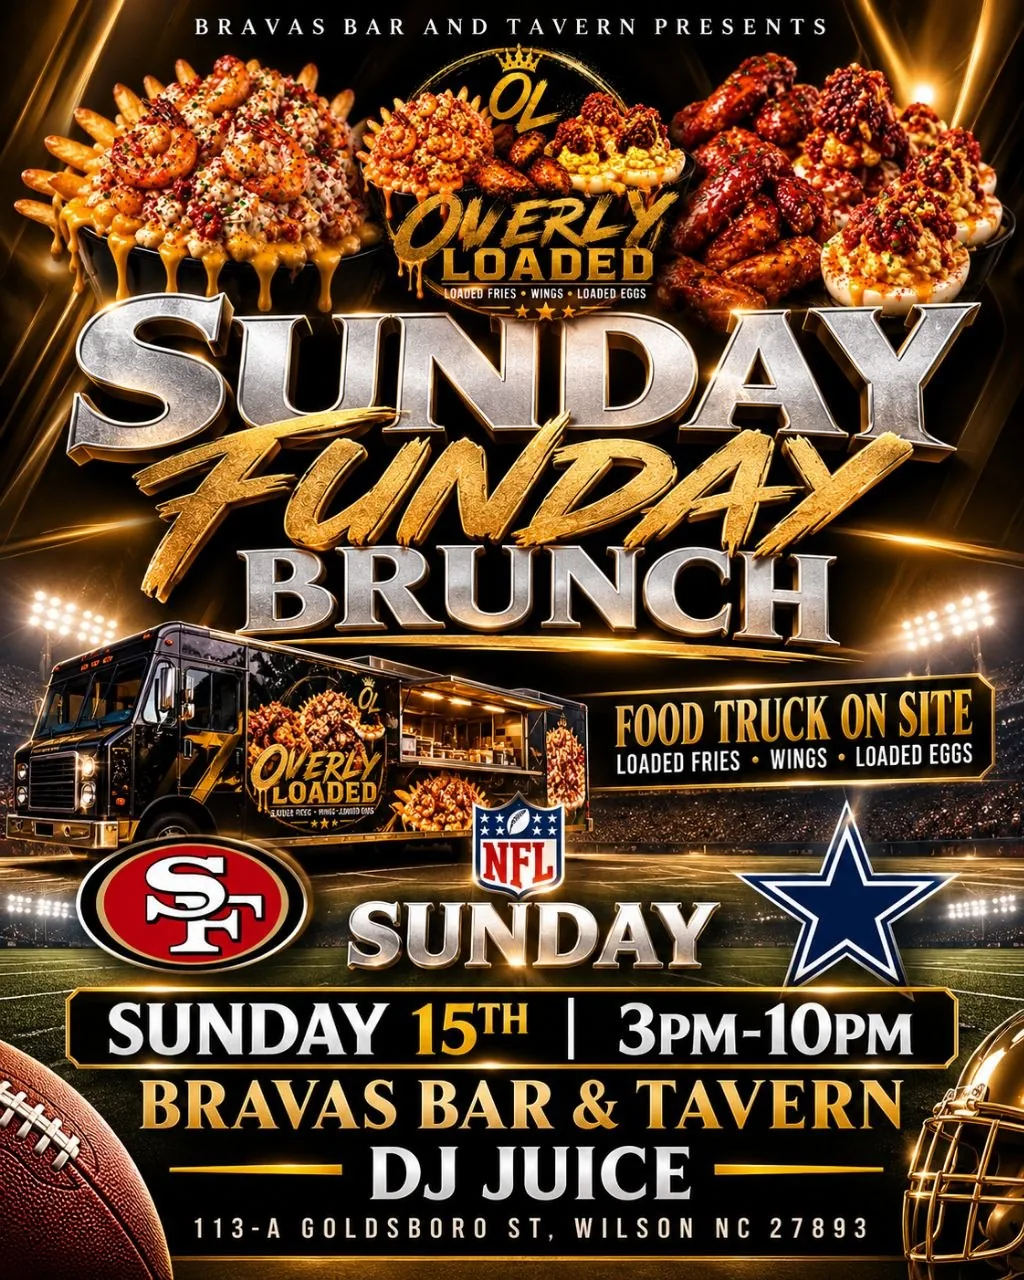 BRAVAS BAR AND TAVERN PRESENTS
OL
OVERLY
LOADED
LOADED FRIES • WINGS • LOADED EGGS
SUNDAY
FUNDAY
BRUNCH
OL
OVERLY
LOADED
FOOD TRUCK ON SITE
LOADED FRIES • WINGS • LOADED EGGS
NFL
SF
SUNDAY
SUNDAY 15TH | 3PM-10PM
BRAVAS BAR & TAVERN
DJ JUICE
113-A GOLDSBORO ST, WILSON NC 27893